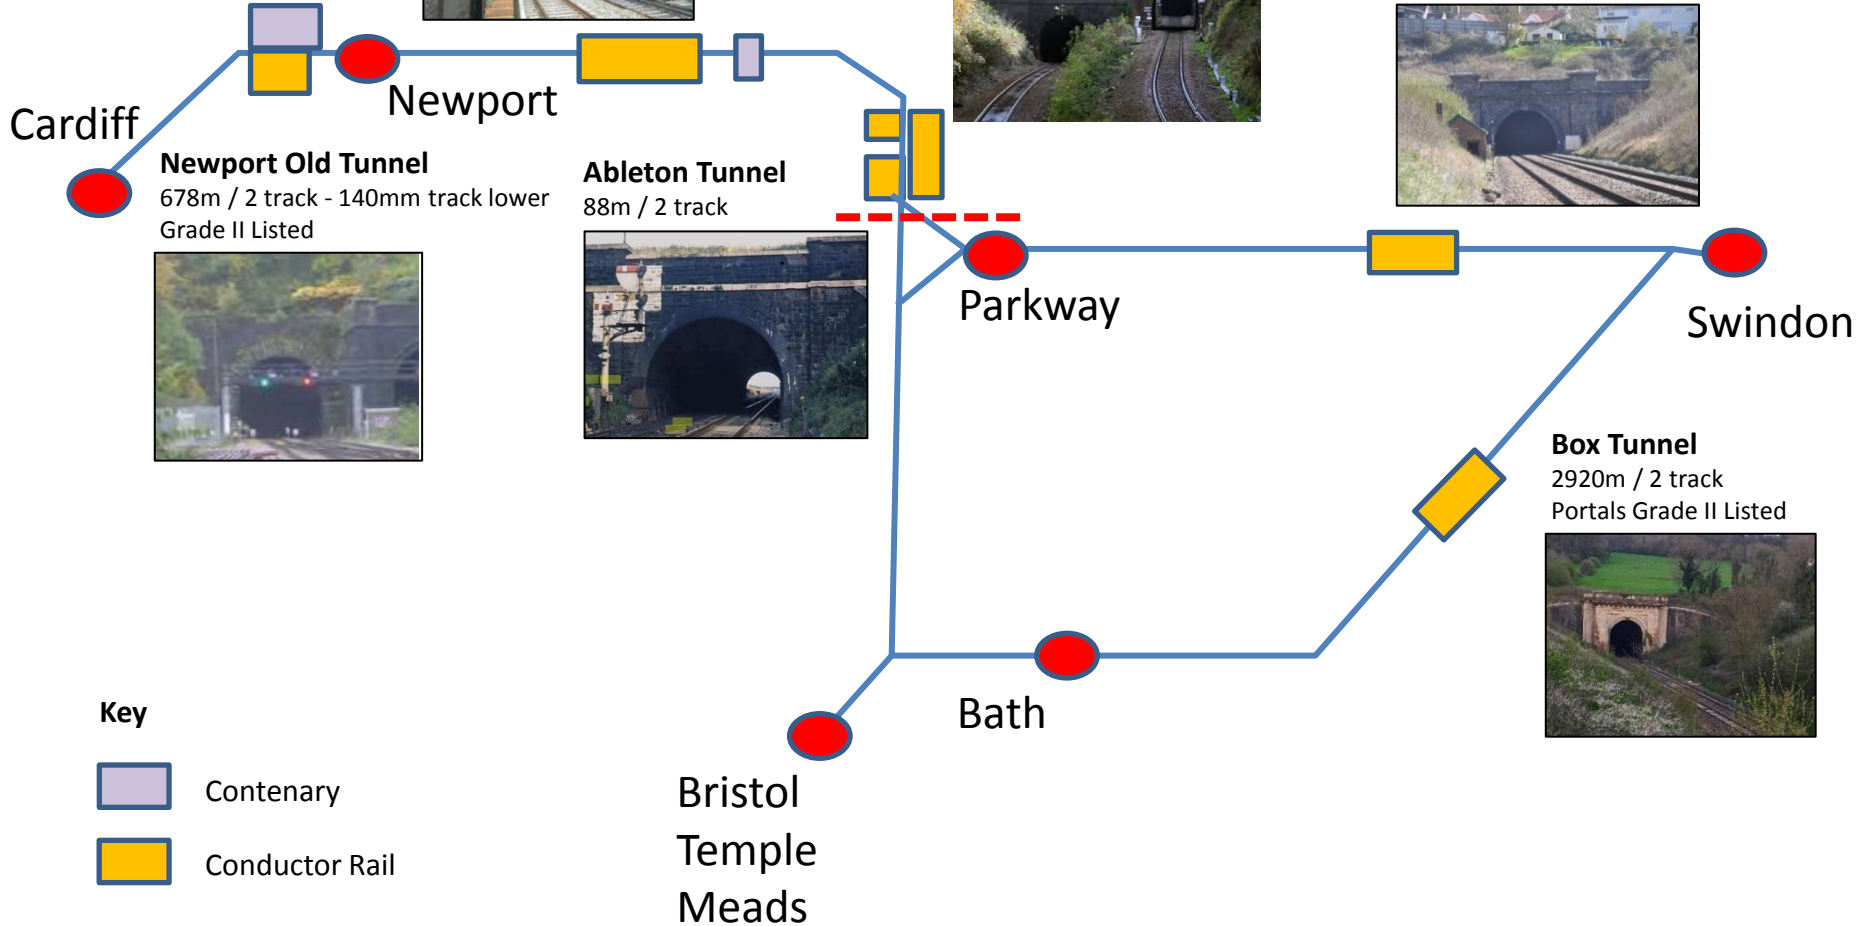 Cardiff
Newport
Newport Old Tunnel
678m / 2 track - 140mm track lower
Grade II Listed
Ableton Tunnel
88m / 2 track
Parkway
Swindon
Box Tunnel
2920m / 2 track
Portals Grade II Listed
Bath
Bristol
Temple
Meads
Key
Contenary
Conductor Rail